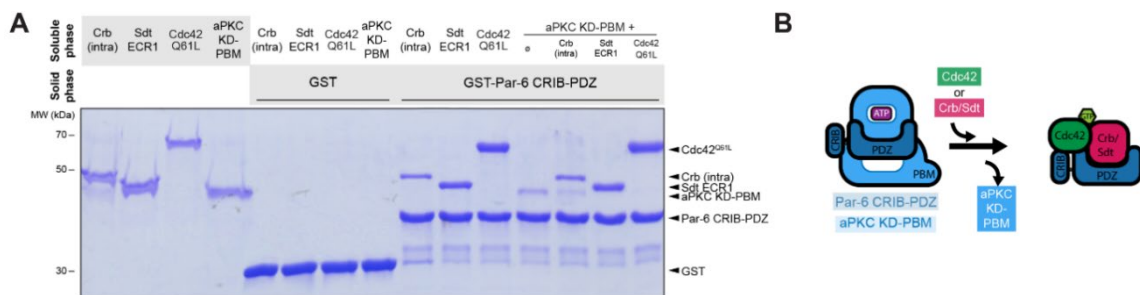 A
Soluble phase
Crb (intra)
Sdt ECR1
Cdc42 Q61L
aPKC KD-PBM
Crb (intra)
Sdt ECR1
Cdc42 Q61L
aPKC KD-PBM
Crb (intra)
Sdt ECR1
Cdc42 Q61L
aPKC KD-PBM +
ø
Crb (intra)
Sdt ECR1
Cdc42 Q61L
Solid phase
GST
GST-Par-6 CRIB-PDZ
MW (kDa)
70
50
30
Cdc42Q61L
Crb (intra)
Sdt ECR1
aPKC KD-PBM
Par-6 CRIB-PDZ
GST
B
Cdc42
or
Crb/Sdt
ATP
CRIB
PDZ
PBM
Par-6 CRIB-PDZ
aPKC KD-PBM
aPKC
KD-
PBM
GTP
Cdc42
Crb/
Sdt
CRIB
PDZ